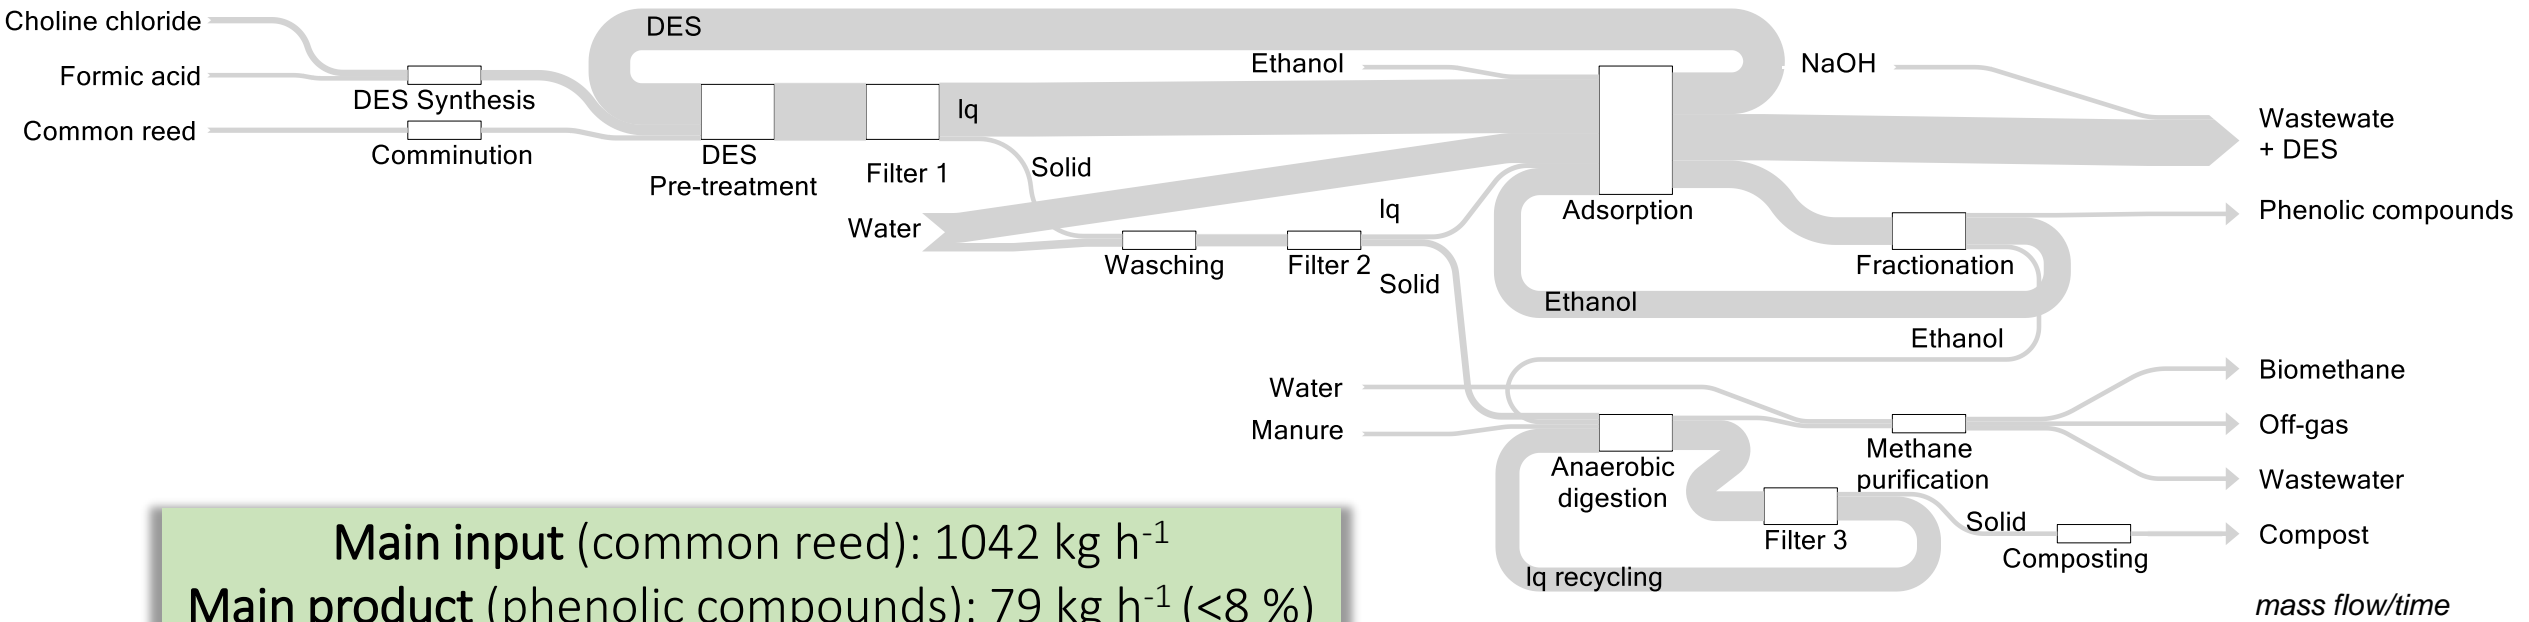 Choline chloride
Formic acid
Common reed
DES Synthesis
Comminution
DES
DES
Pre-treatment
Filter 1
lq
Solid
Water
Wasching
Filter 2
lq
Solid
Ethanol
Adsorption
NaOH
Wastewate
+ DES
Phenolic compounds
Fractionation
Ethanol
Ethanol
Water
Manure
Anaerobic
digestion
Methane
purification
Filter 3
lq recycling
Solid
Composting
Biomethane
Off-gas
Wastewater
Compost
mass flow/time
Main input (common reed): 1042 kg h-1
Main product (phenolic compounds): 79 kg h-1 (<8 %)